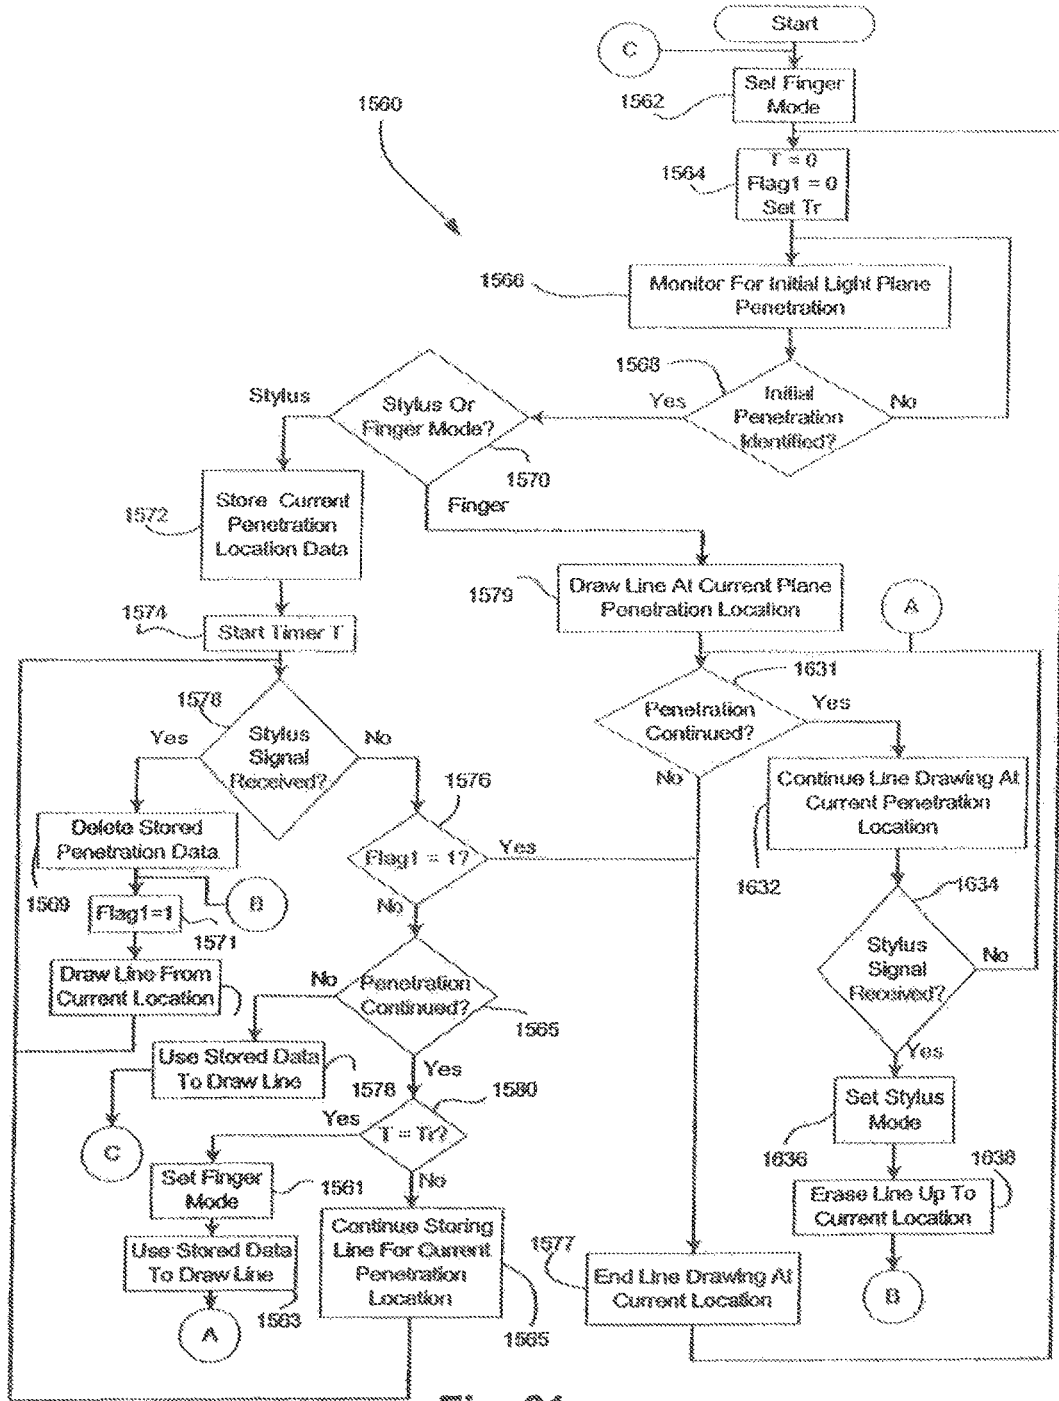 Start
C
1562
Set Finger
Mode
1560
1564
T = 0
Flag1 = 0
Set Tr
1566
Monitor For Initial Light Plane
Penetration
1568
Initial
Penetration
Identified?
Yes
No
Stylus
Stylus Or
Finger Mode?
1570
Finger
1572
Store Current
Penetration
Location Data
1574
Start Timer T
1579
Draw Line At Current Plane
Penetration Location
A
1631
Penetration
Continued?
Yes
No
1578
Stylus
Signal
Received?
Yes
No
1576
Flag1 = 1?
Yes
No
Continue Line Drawing At
Current Penetration
Location
1632
1634
Stylus
Signal
Received?
No
Yes
Delete Stored
Penetration Data
1569
B
Flag1=1
1571
Draw Line From
Current Location
Penetration
Continued?
No
1565
Yes
Use Stored Data
To Draw Line
1578
C
1580
T = Tr?
Yes
No
Set Finger
Mode
1561
Use Stored Data
To Draw Line
1563
A
Continue Storing
Line For Current
Penetration
Location
1565
Set Stylus
Mode
1636
1638
Erase Line Up To
Current Location
B
1577
End Line Drawing At
Current Location